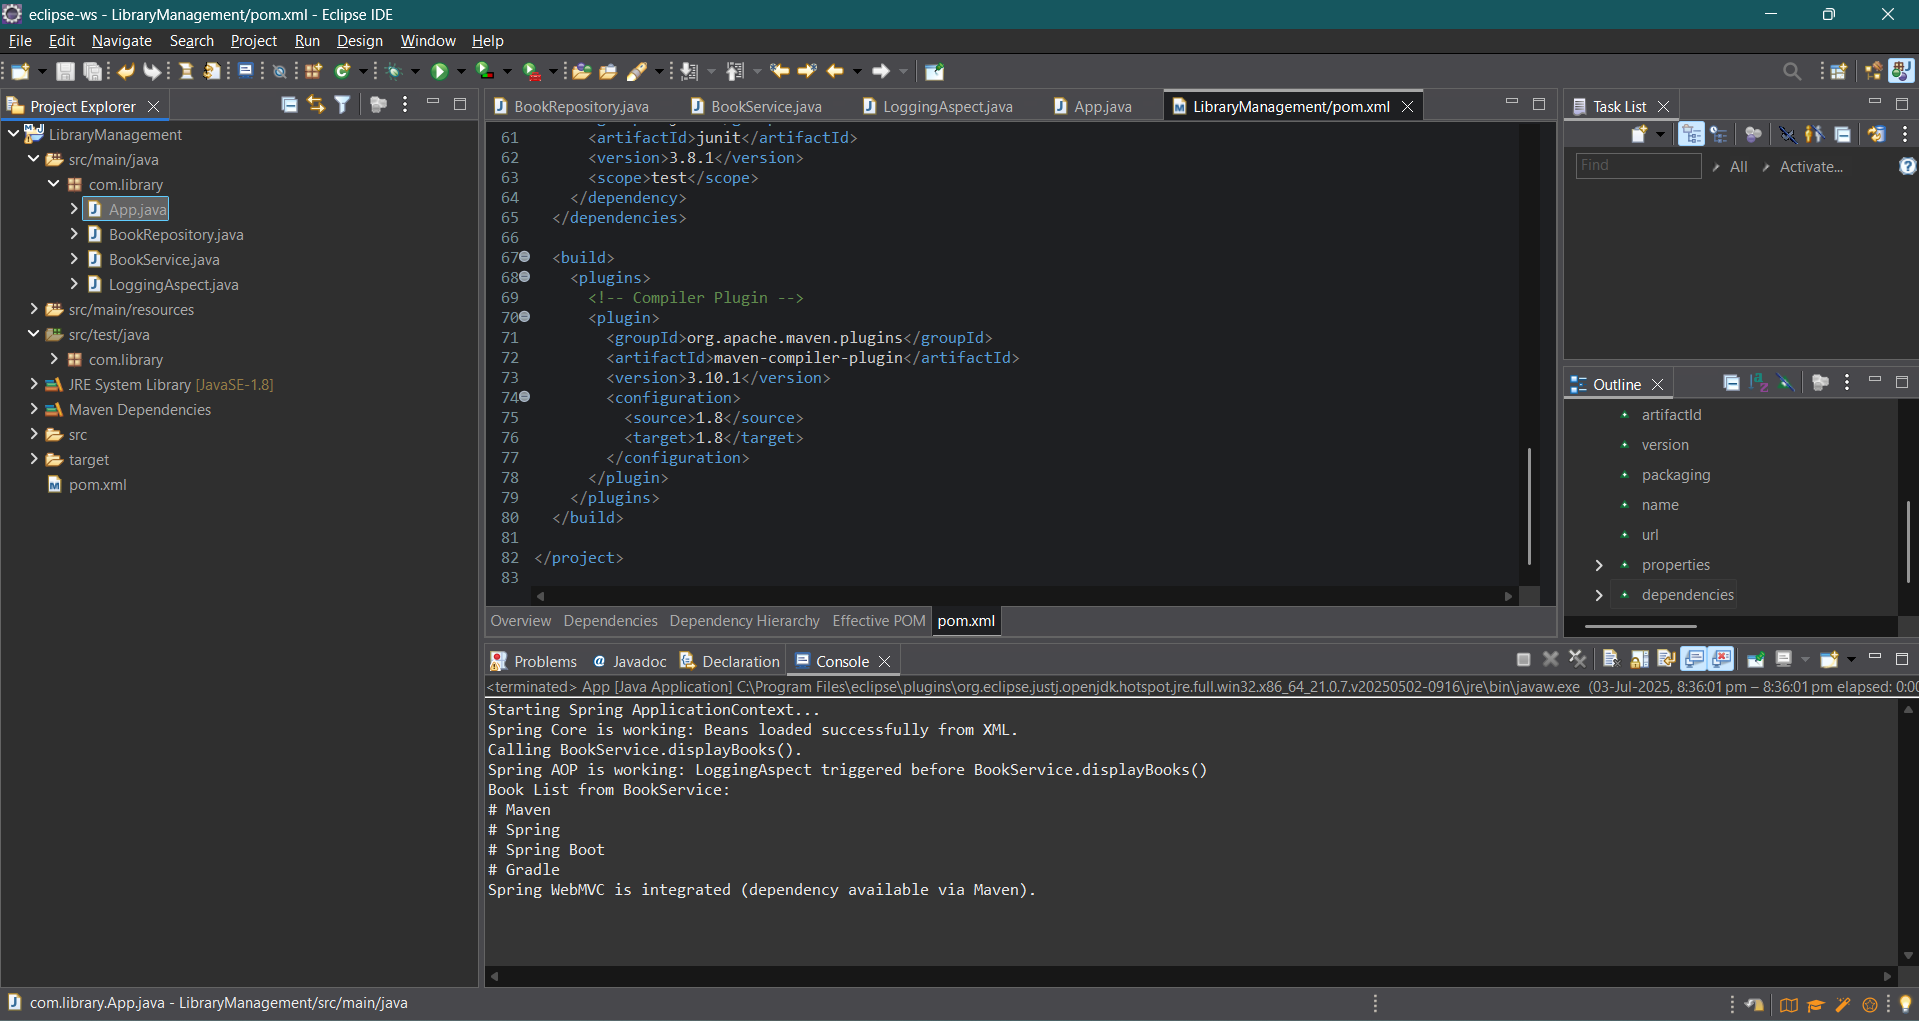 eclipse-ws - LibraryManagement/pom.xml - Eclipse IDE
File Edit Navigate Search Project Run Design Window Help
Project Explorer
LibraryManagement
src/main/java
com.library
App.java
BookRepository.java
BookService.java
LoggingAspect.java
src/main/resources
src/test/java
com.library
JRE System Library [JavaSE-1.8]
Maven Dependencies
src
target
pom.xml
BookRepository.java BookService.java LoggingAspect.java App.java LibraryManagement/pom.xml
61 <artifactId>junit</artifactId>
62 <version>3.8.1</version>
63 <scope>test</scope>
64 </dependency>
65 </dependencies>
66
67 <build>
68 <plugins>
69 <!-- Compiler Plugin -->
70 <plugin>
71 <groupId>org.apache.maven.plugins</groupId>
72 <artifactId>maven-compiler-plugin</artifactId>
73 <version>3.10.1</version>
74 <configuration>
75 <source>1.8</source>
76 <target>1.8</target>
77 </configuration>
78 </plugin>
79 </plugins>
80 </build>
81
82 </project>
83
Overview Dependencies Dependency Hierarchy Effective POM pom.xml
Task List
Find All Activate...
Outline
artifactId
version
packaging
name
url
properties
dependencies
Problems Javadoc Declaration Console
<terminated> App [Java Application] C:\Program Files\eclipse\plugins\org.eclipse.justj.openjdk.hotspot.jre.full.win32.x86_64_21.0.7.v20250502-0916\jre\bin\javaw.exe (03-Jul-2025, 8:36:01 pm – 8:36:01 pm elapsed: 0:00
Starting Spring ApplicationContext...
Spring Core is working: Beans loaded successfully from XML.
Calling BookService.displayBooks().
Spring AOP is working: LoggingAspect triggered before BookService.displayBooks()
Book List from BookService:
# Maven
# Spring
# Spring Boot
# Gradle
Spring WebMVC is integrated (dependency available via Maven).
com.library.App.java - LibraryManagement/src/main/java